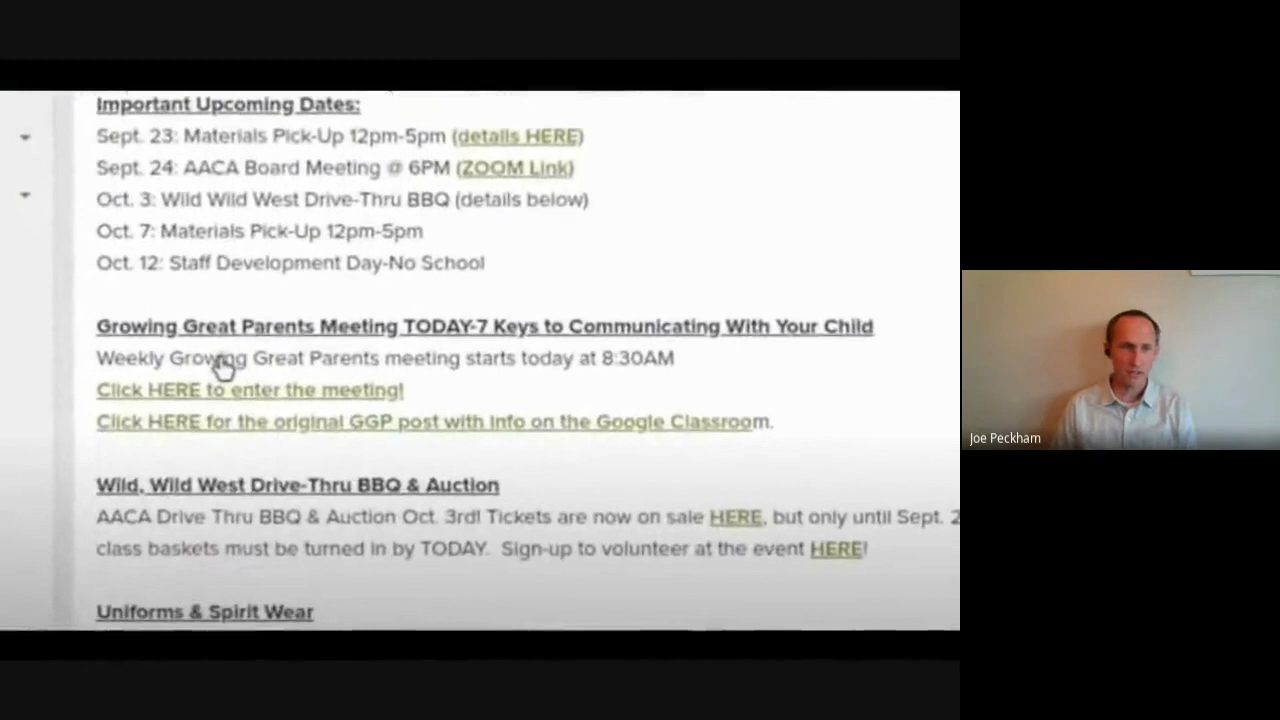 Important Upcoming Dates:
Sept. 23: Materials Pick-Up 12pm-5pm (details HERE)
Sept. 24: AACA Board Meeting @ 6PM (ZOOM Link)
Oct. 3: Wild Wild West Drive-Thru BBQ (details below)
Oct. 7: Materials Pick-Up 12pm-5pm
Oct. 12: Staff Development Day-No School
Growing Great Parents Meeting TODAY-7 Keys to Communicating With Your Child
Weekly Growing Great Parents meeting starts today at 8:30AM
Click HERE to enter the meeting!
Click HERE for the original GGP post with info on the Google Classroom.
Wild, Wild West Drive-Thru BBQ & Auction
AACA Drive Thru BBQ & Auction Oct. 3rd! Tickets are now on sale HERE, but only until Sept. 2
class baskets must be turned in by TODAY. Sign-up to volunteer at the event HERE!
Uniforms & Spirit Wear
Joe Peckham